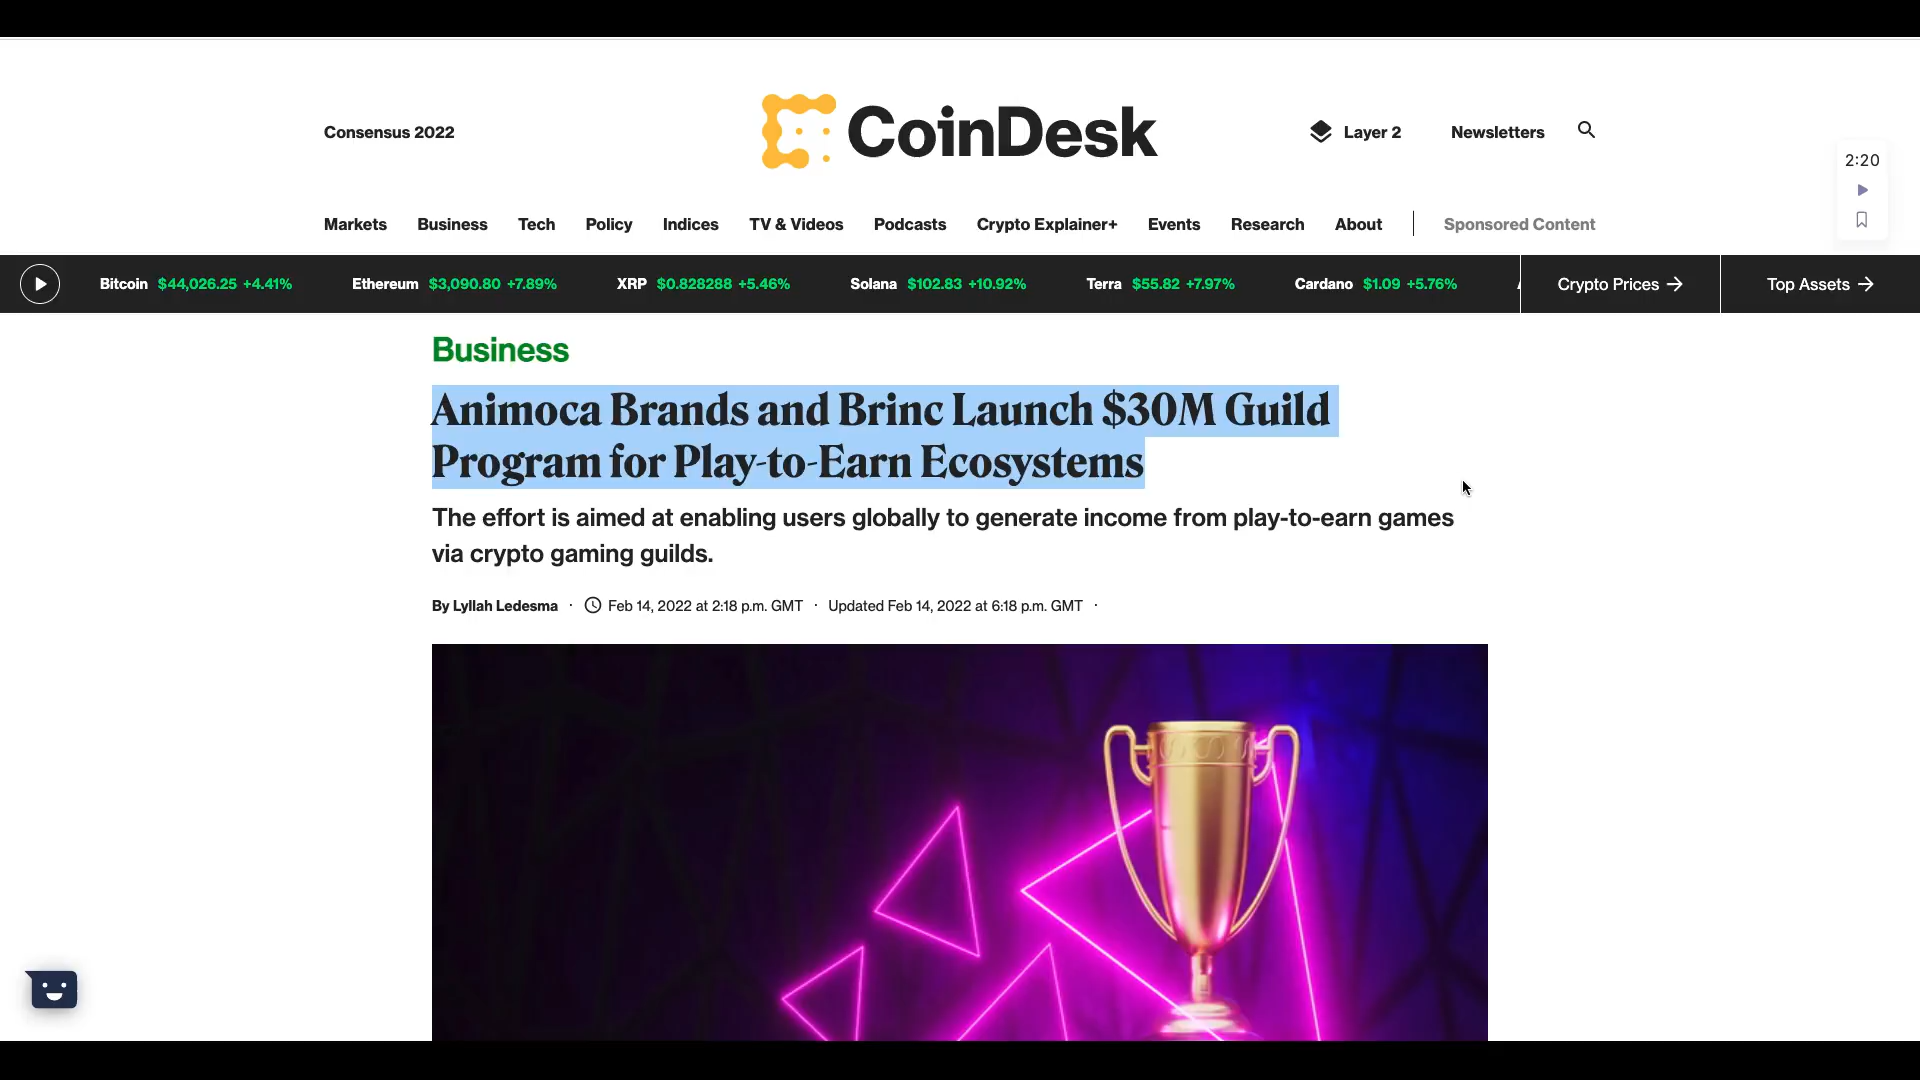 Consensus 2022
CoinDesk
Layer 2
Newsletters
2:20
Markets Business Tech Policy Indices TV & Videos Podcasts Crypto Explainer+ Events Research About Sponsored Content
Bitcoin $44,026.25 +4.41% Ethereum $3,090.80 +7.89% XRP $0.828288 +5.46% Solana $102.83 +10.92% Terra $55.82 +7.97% Cardano $1.09 +5.76% Crypto Prices → Top Assets →
Business
Animoca Brands and Brinc Launch $30M Guild
Program for Play-to-Earn Ecosystems
The effort is aimed at enabling users globally to generate income from play-to-earn games
via crypto gaming guilds.
By Lyllah Ledesma · Feb 14, 2022 at 2:18 p.m. GMT · Updated Feb 14, 2022 at 6:18 p.m. GMT ·